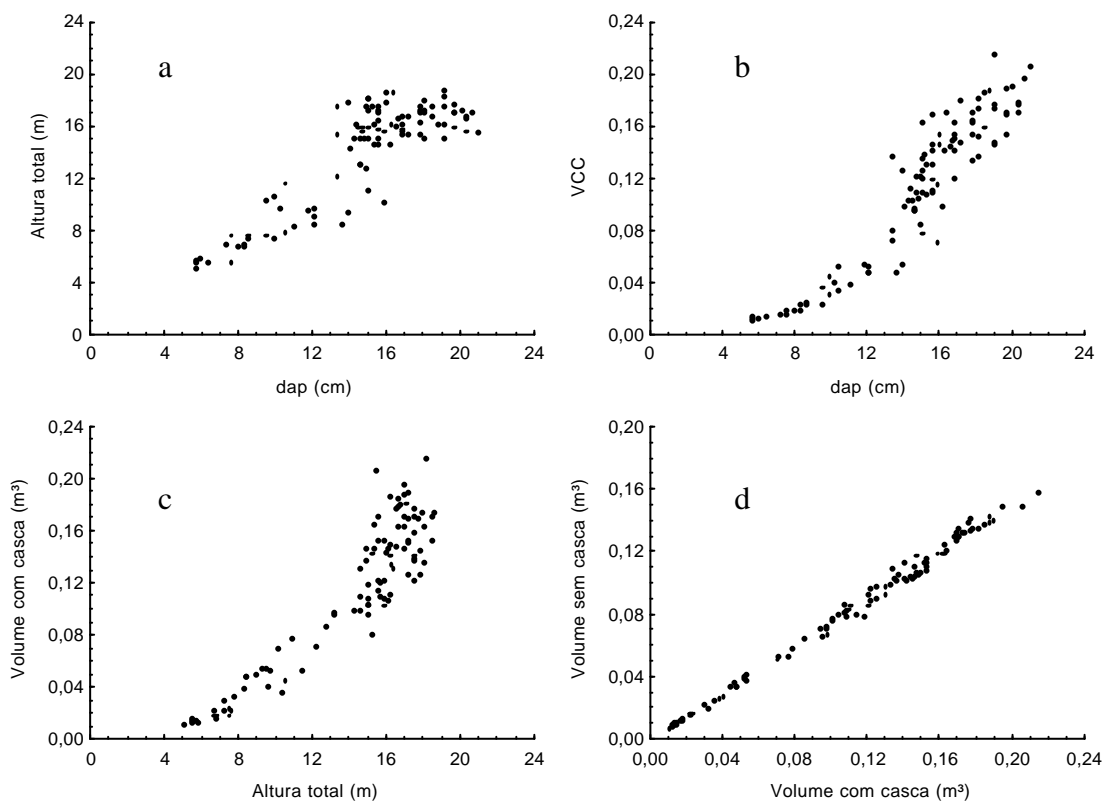 24
20
16
12
8
4
0
Altura total (m)
a
0 4 8 12 16 20 24
dap (cm)
0,24
0,20
0,16
0,12
0,08
0,04
0,00
VCC
b
0 4 8 12 16 20 24
dap (cm)
0,24
0,20
0,16
0,12
0,08
0,04
0,00
Volume com casca (m³)
c
0 4 8 12 16 20 24
Altura total (m)
0,20
0,16
0,12
0,08
0,04
0,00
Volume sem casca (m³)
d
0,00 0,04 0,08 0,12 0,16 0,20 0,24
Volume com casca (m³)